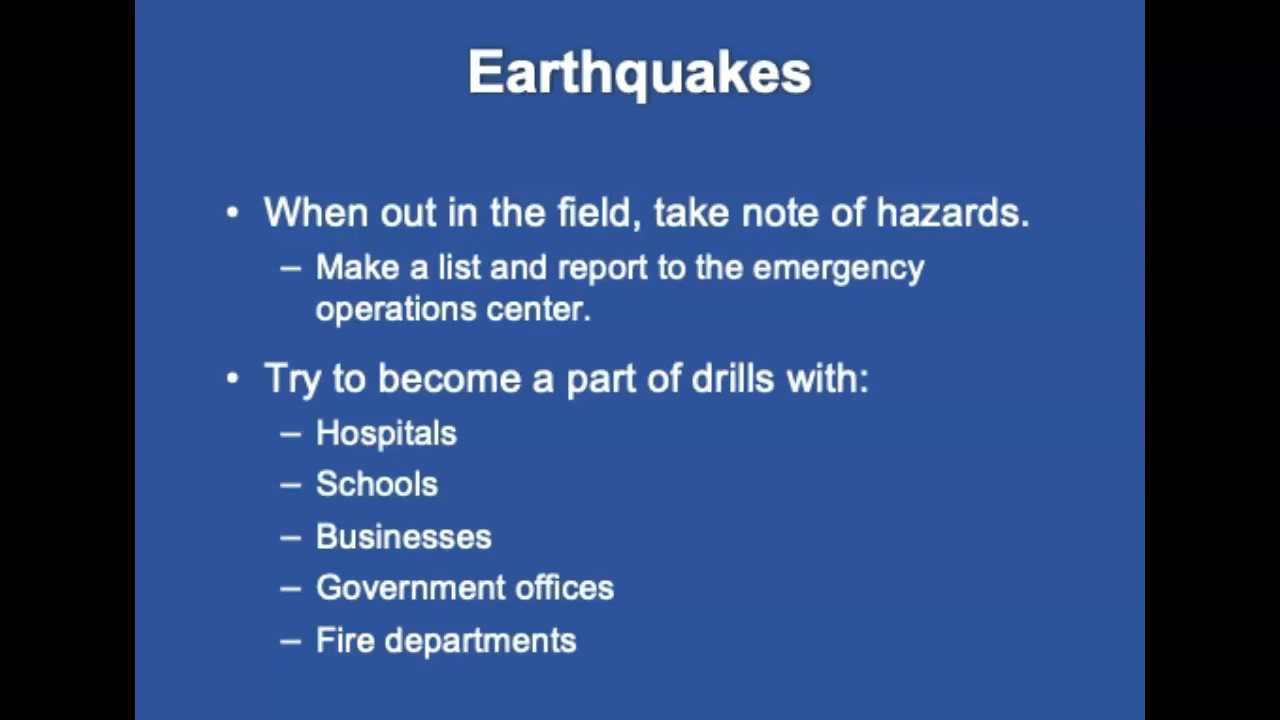 Earthquakes
• When out in the field, take note of hazards.
– Make a list and report to the emergency
operations center.
• Try to become a part of drills with:
– Hospitals
– Schools
– Businesses
– Government offices
– Fire departments